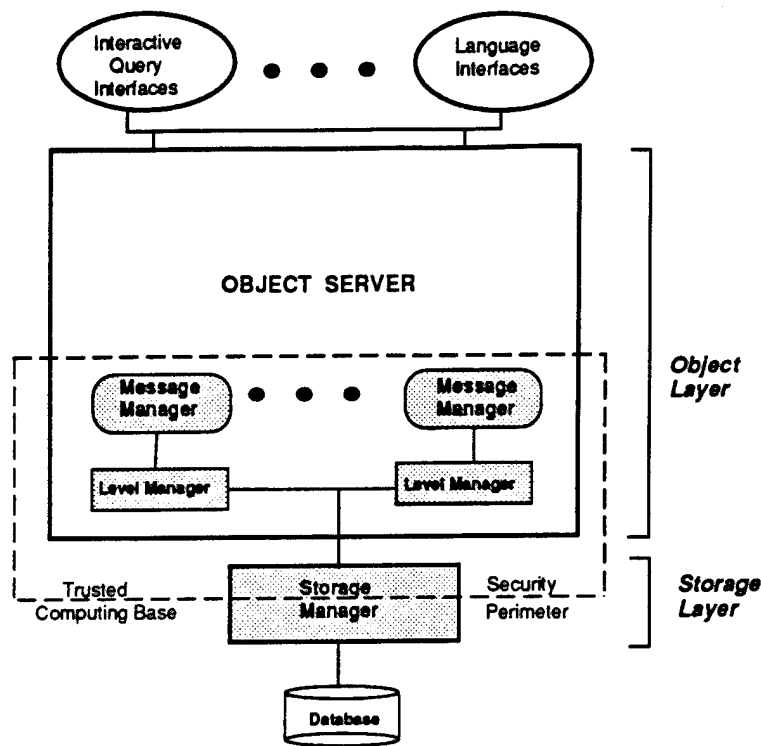 Interactive
Query
Interfaces
Language
Interfaces
OBJECT SERVER
Message
Manager
Message
Manager
Object
Layer
Level Manager
Level Manager
Trusted
Computing Base
Storage
Manager
Security
Perimeter
Storage
Layer
Database